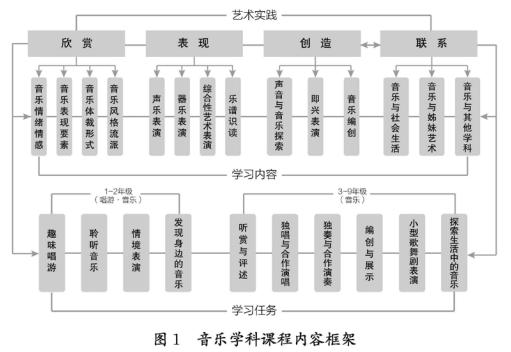 艺术实践
欣赏
表现
创造
联系
音乐情绪情感
音乐表现要素
音乐体裁形式
音乐风格流派
声乐表演
器乐表演
综合性艺术表演
乐谱识读
声音与音乐探索
即兴表演
音乐编创
音乐与社会生活
音乐与姊妹艺术
音乐与其他学科
学习内容
1-2年级
(唱游·音乐)
3-9年级
(音乐)
趣味唱游
聆听音乐
情境表演
发现身边的音乐
听赏与评述
独唱与合作演唱
独奏与合作演奏
编创与展示
小型歌舞剧表演
探索生活中的音乐
学习任务
图1 音乐学科课程内容框架